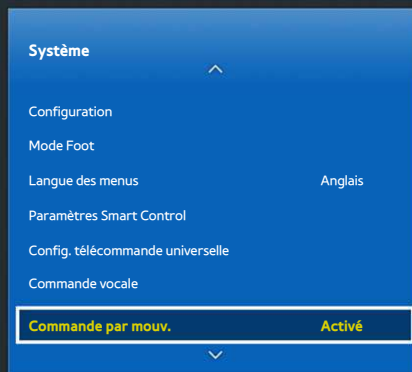 Système
Configuration
Mode Foot
Langue des menus Anglais
Paramètres Smart Control
Config. télécommande universelle
Commande vocale
Commande par mouv. Activé